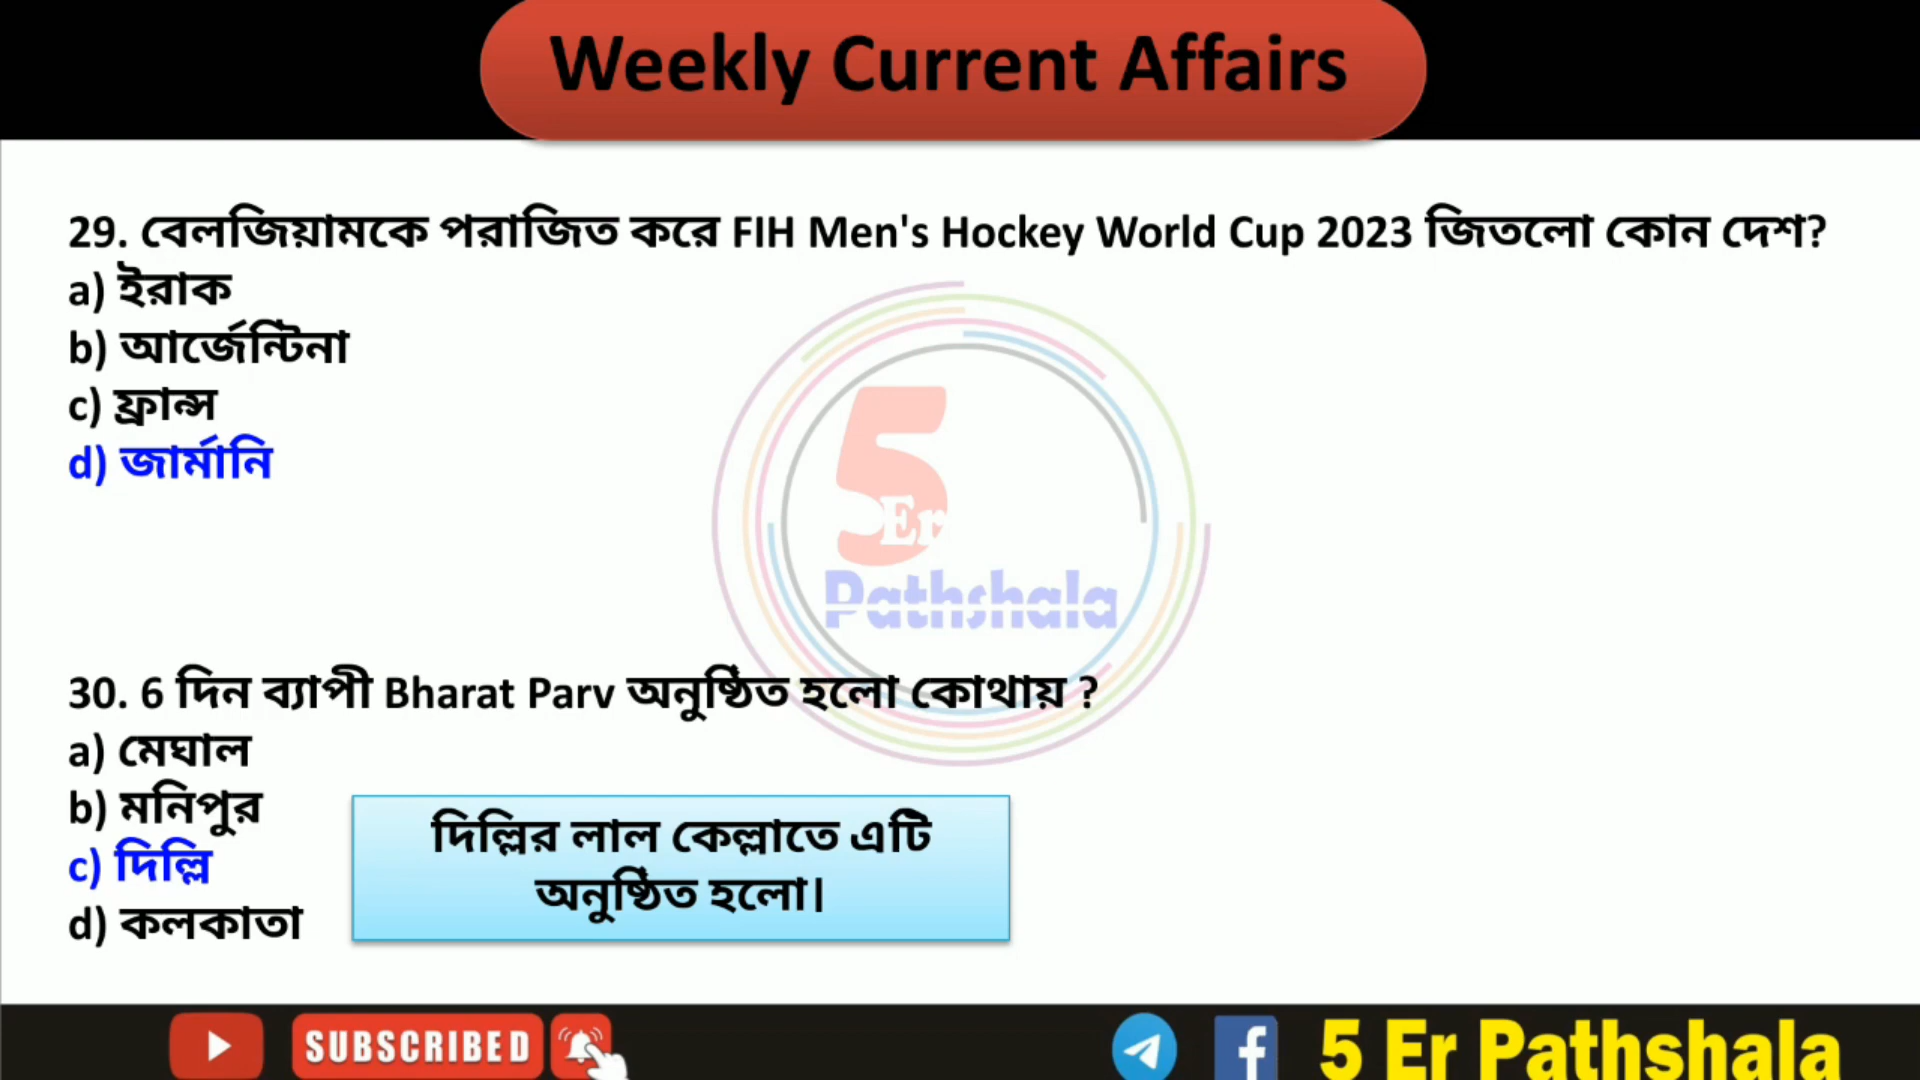 Weekly Current Affairs
29. বেলজিয়ামকে পরাজিত করে FIH Men's Hockey World Cup 2023 জিতলো কোন দেশ?
a) ইরাক
b) আর্জেন্টিনা
c) ফ্রান্স
d) জার্মানি
5
Er
Pathshala
30. 6 দিন ব্যাপী Bharat Parv অনুষ্ঠিত হলো কোথায় ?
a) মেঘাল
b) মনিপুর
c) দিল্লি
d) কলকাতা
দিল্লির লাল কেল্লাতে এটি
অনুষ্ঠিত হলো।
SUBSCRIBED
5 Er Pathshala